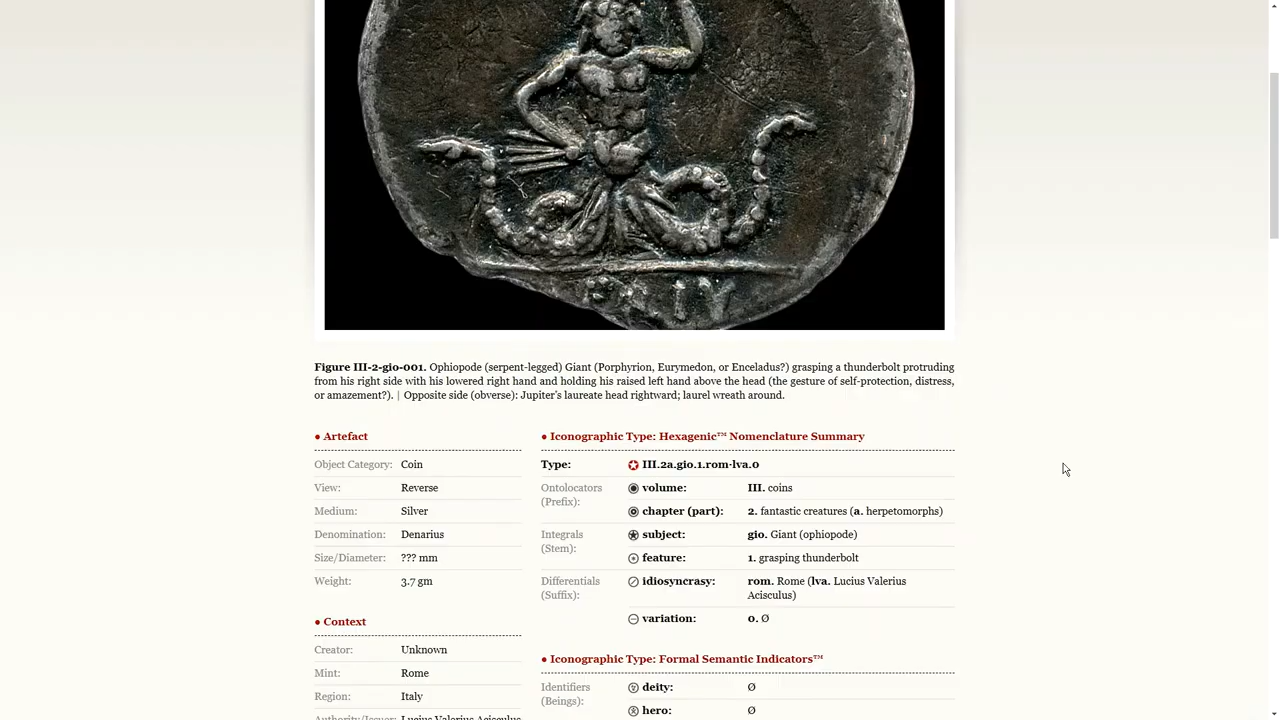 Figure III-2-gio-001. Ophiopode (serpent-legged) Giant (Porphyrion, Eurymedon, or Enceladus?) grasping a thunderbolt protruding
from his right side with his lowered right hand and holding his raised left hand above the head (the gesture of self-protection, distress,
or amazement?). | Opposite side (obverse): Jupiter's laureate head rightward; laurel wreath around.
● Artefact
Object Category: Coin
View: Reverse
Medium: Silver
Denomination: Denarius
Size/Diameter: ??? mm
Weight: 3.7 gm
● Context
Creator: Unknown
Mint: Rome
Region: Italy
Authority/Issuer: Lucius Valerius Acisculus
● Iconographic Type: Hexagenic™ Nomenclature Summary
Type: III.2a.gio.1.rom-lva.0
Ontolocators volume: III. coins
(Prefix):
chapter (part): 2. fantastic creatures (a. herpetomorphs)
Integrals subject: gio. Giant (ophiopode)
(Stem):
feature: 1. grasping thunderbolt
Differentials idiosyncrasy: rom. Rome (lva. Lucius Valerius
(Suffix): Acisculus)
variation: 0. Ø
● Iconographic Type: Formal Semantic Indicators™
Identifiers deity: Ø
(Beings):
hero: Ø